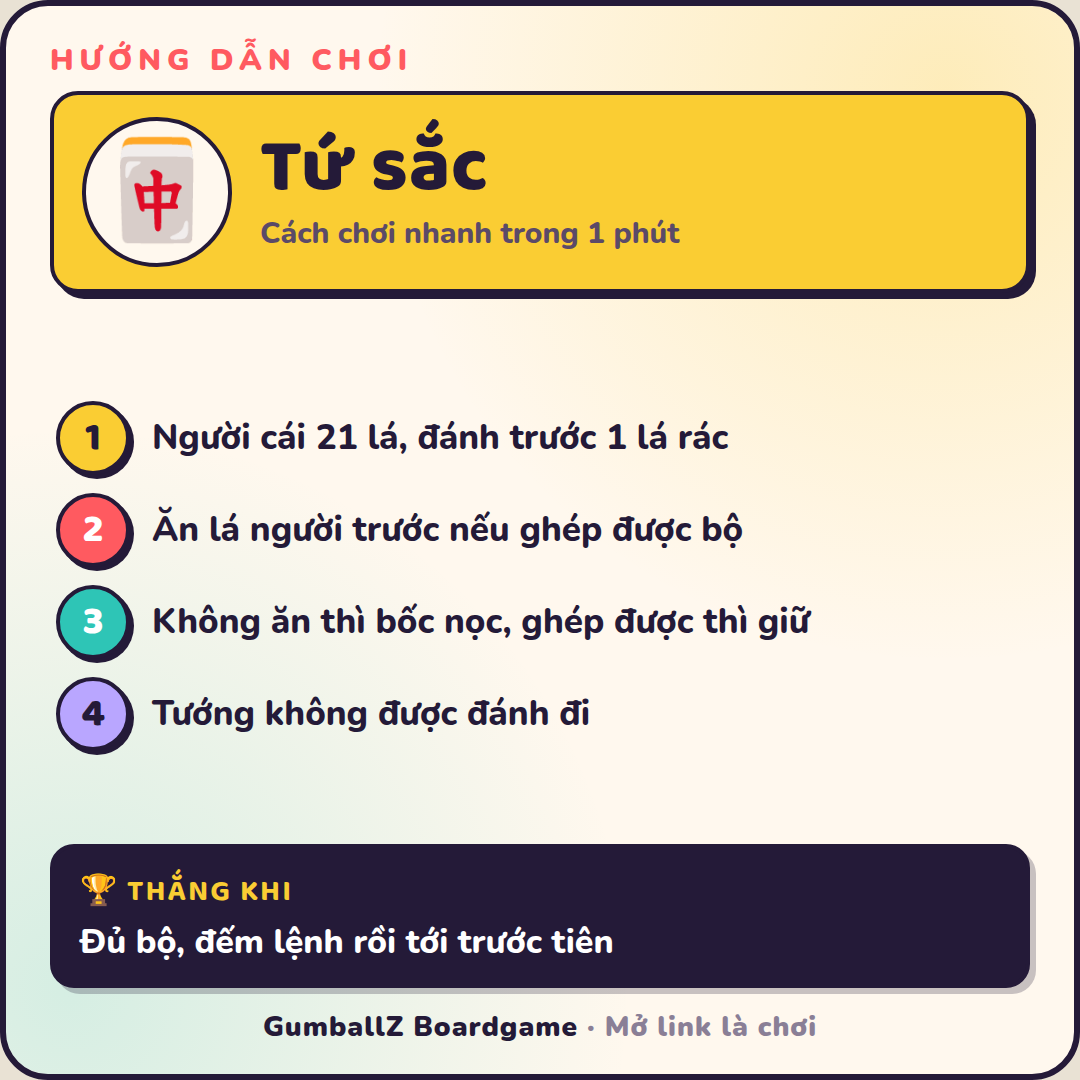 HƯỚNG DẪN CHƠI
中
Tứ sắc
Cách chơi nhanh trong 1 phút
1 Người cái 21 lá, đánh trước 1 lá rác
2 Ăn lá người trước nếu ghép được bộ
3 Không ăn thì bốc nọc, ghép được thì giữ
4 Tướng không được đánh đi
🏆 THẮNG KHI
Đủ bộ, đếm lệnh rồi tới trước tiên
GumballZ Boardgame · Mở link là chơi